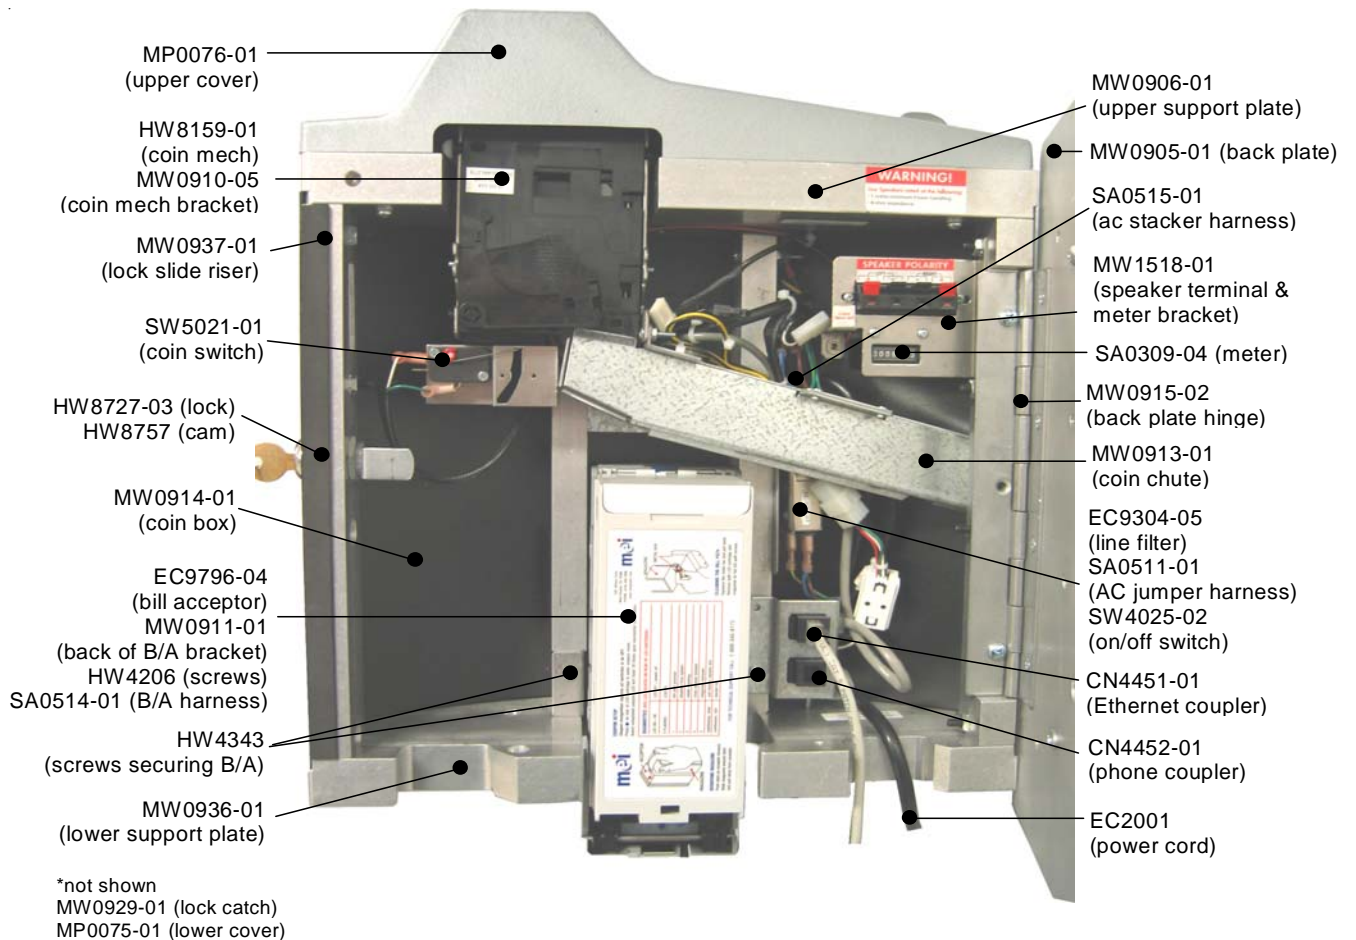 MP0076-01
(upper cover)
HW8159-01
(coin mech)
MW0910-05
(coin mech bracket)
MW0937-01
(lock slide riser)
SW5021-01
(coin switch)
HW8727-03 (lock)
HW8757 (cam)
MW0914-01
(coin box)
EC9796-04
(bill acceptor)
MW0911-01
(back of B/A bracket)
HW4206 (screws)
SA0514-01 (B/A harness)
HW4343
(screws securing B/A)
MW0936-01
(lower support plate)
*not shown
MW0929-01 (lock catch)
MP0075-01 (lower cover)
WARNING!
SPEAKER POLARITY
mei
mei
MW0906-01
(upper support plate)
MW0905-01 (back plate)
SA0515-01
(ac stacker harness)
MW1518-01
(speaker terminal &
meter bracket)
SA0309-04 (meter)
MW0915-02
(back plate hinge)
MW0913-01
(coin chute)
EC9304-05
(line filter)
SA0511-01
(AC jumper harness)
SW4025-02
(on/off switch)
CN4451-01
(Ethernet coupler)
CN4452-01
(phone coupler)
EC2001
(power cord)